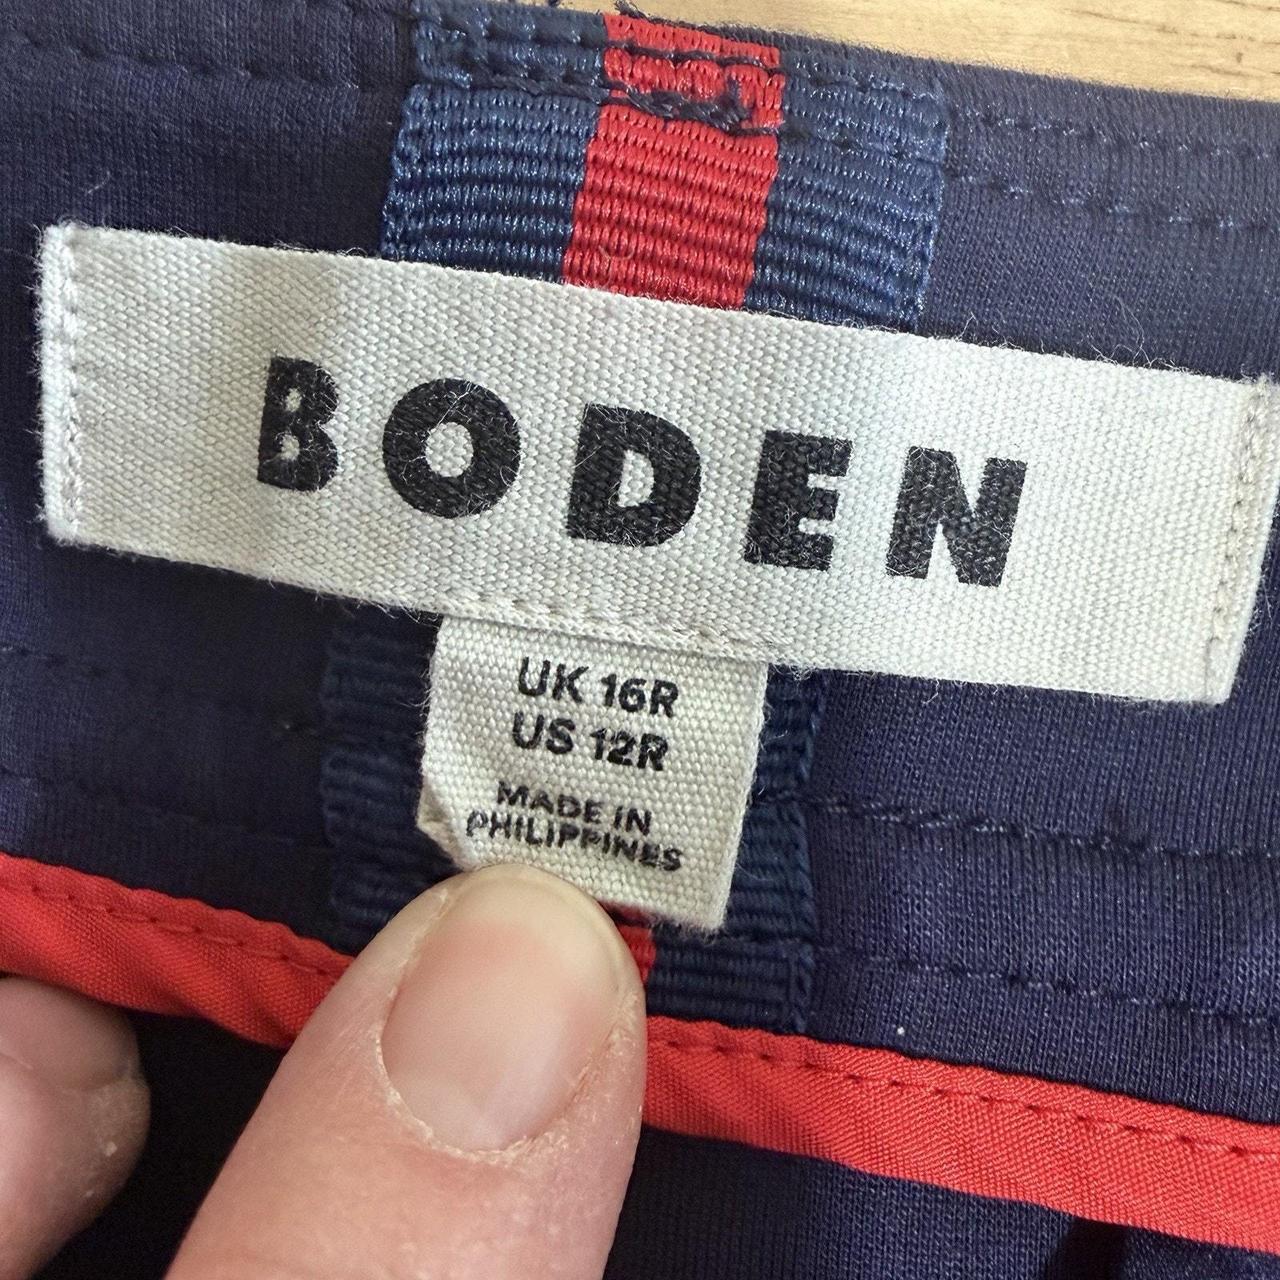 BODEN
UK 16R
US 12R
MADE IN
PHILIPPINES